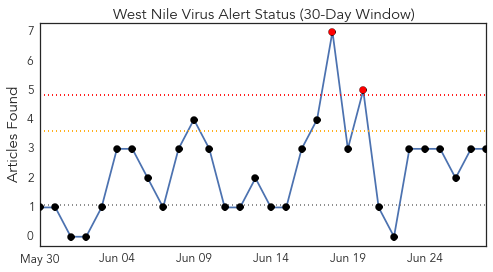 West Nile Virus Alert Status (30-Day Window)
Articles Found
7
6
5
4
3
2
1
0
May 30
Jun 04
Jun 09
Jun 14
Jun 19
Jun 24